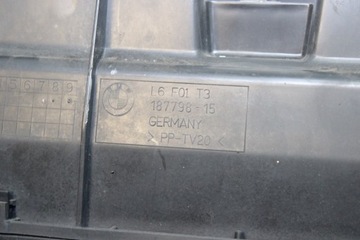 L6 F01 T3
187798-15
GERMANY
> PP-TV20 <